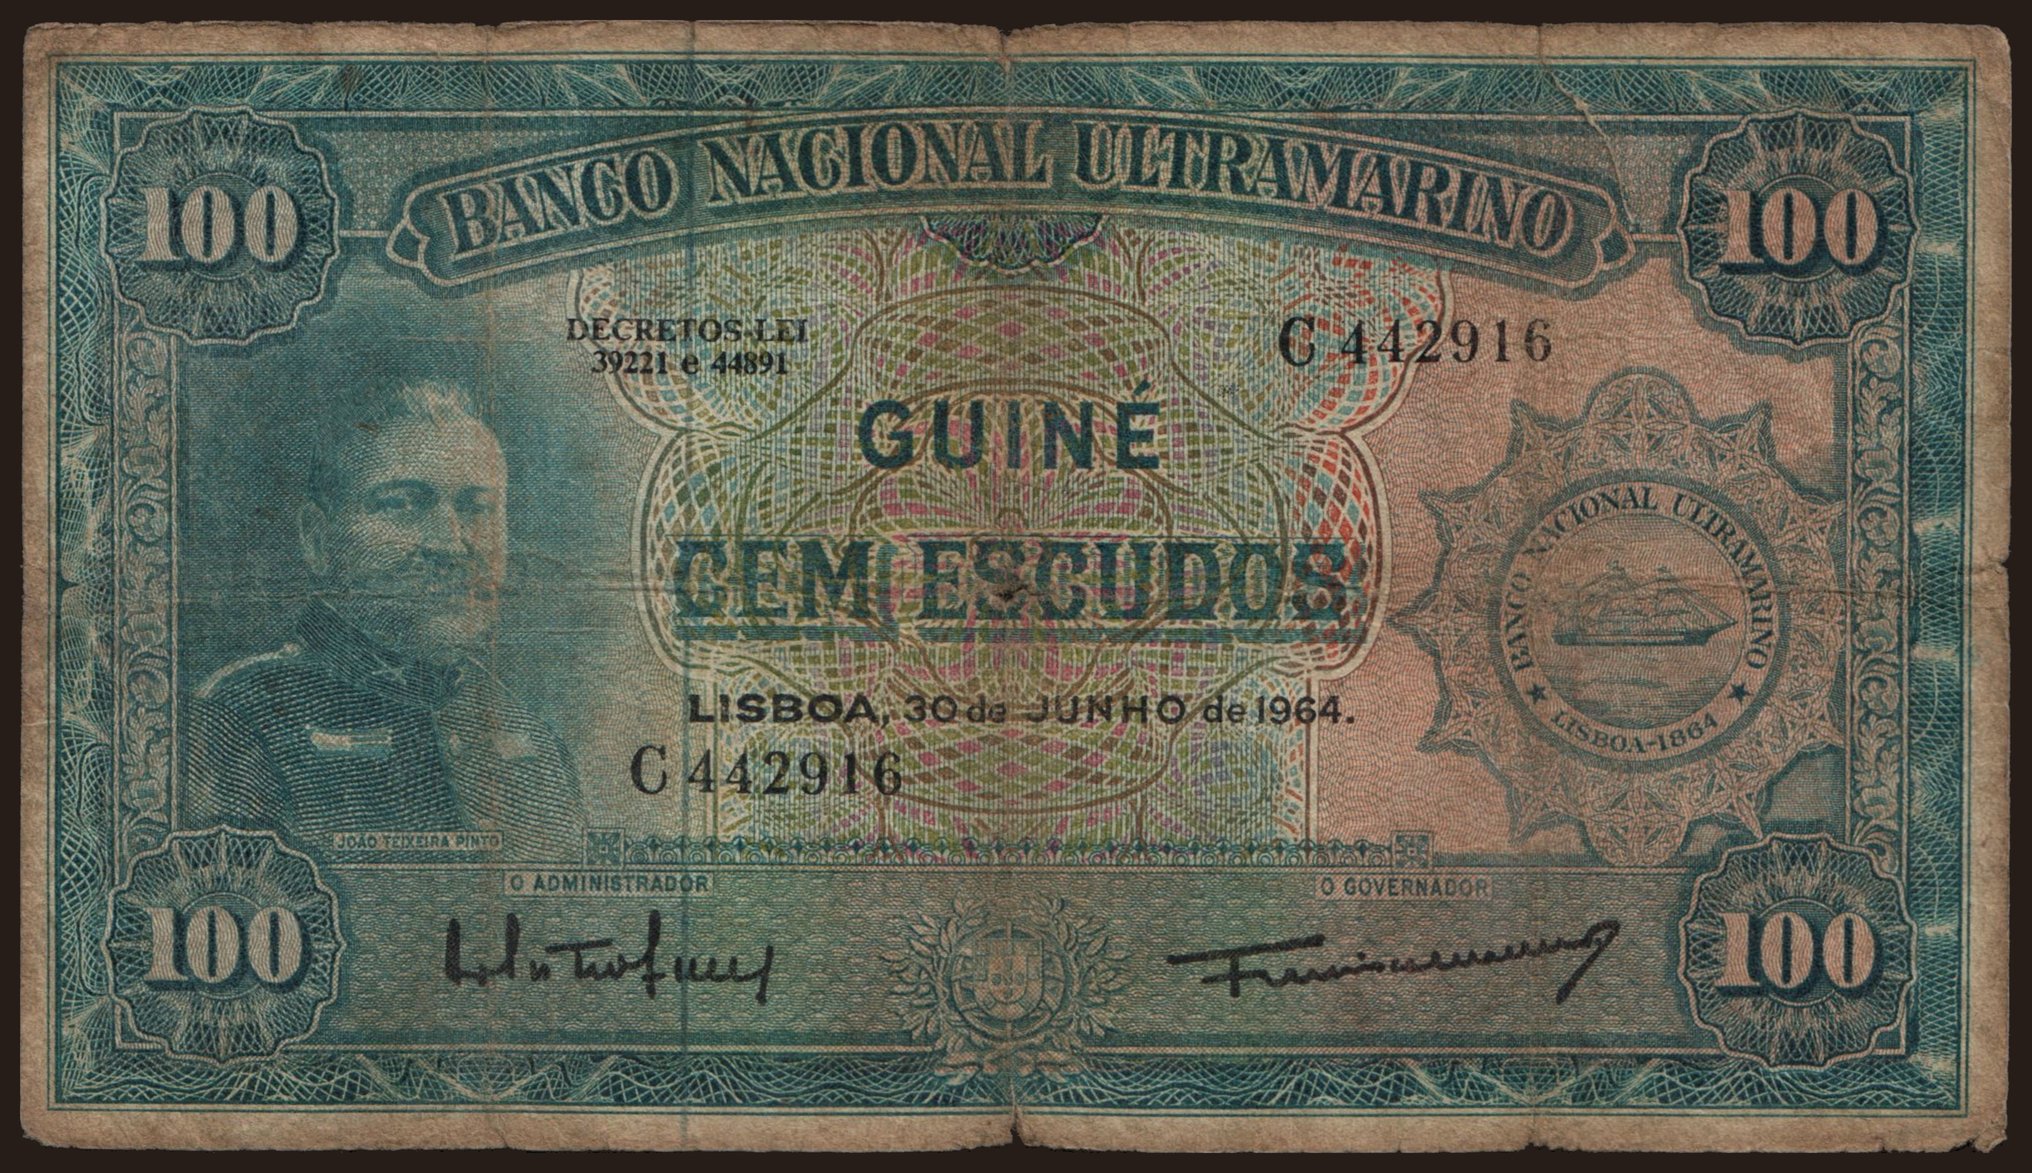 100
BANCO NACIONAL ULTRAMARINO
100
DECRETOS-LEI
39221 e 44891
C 442916
GUINÉ
BANCO NACIONAL ULTRAMARINO
CEM ESCUDOS
LISBOA-1864
LISBOA, 30 de JUNHO de 1964.
C 442916
JOÃO TEIXEIRA PINTO
O ADMINISTRADOR
O GOVERNADOR
100
100